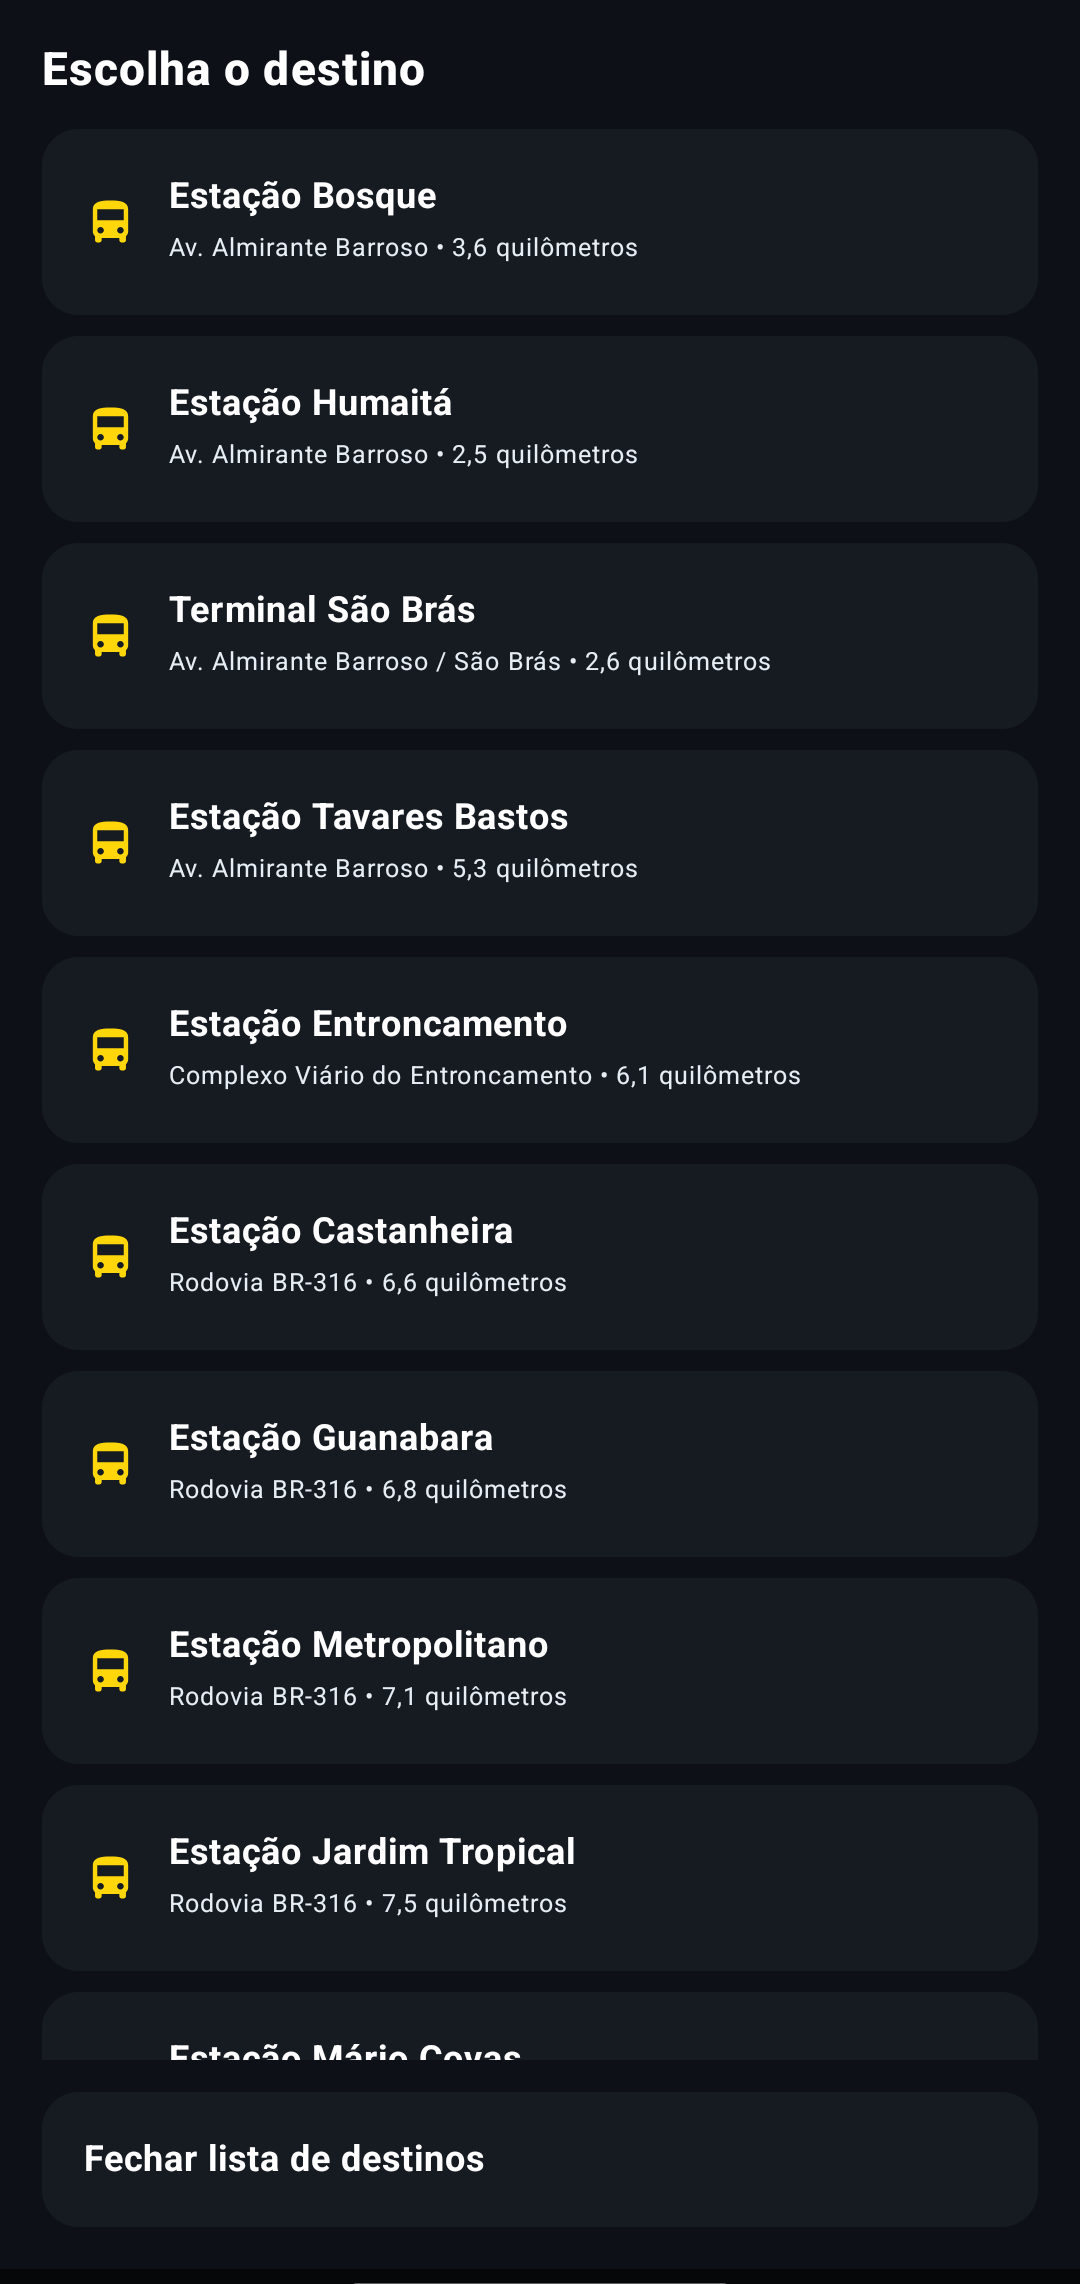 Escolha o destino
Estação Bosque
Av. Almirante Barroso • 3,6 quilômetros
Estação Humaitá
Av. Almirante Barroso • 2,5 quilômetros
Terminal São Brás
Av. Almirante Barroso / São Brás • 2,6 quilômetros
Estação Tavares Bastos
Av. Almirante Barroso • 5,3 quilômetros
Estação Entroncamento
Complexo Viário do Entroncamento • 6,1 quilômetros
Estação Castanheira
Rodovia BR-316 • 6,6 quilômetros
Estação Guanabara
Rodovia BR-316 • 6,8 quilômetros
Estação Metropolitano
Rodovia BR-316 • 7,1 quilômetros
Estação Jardim Tropical
Rodovia BR-316 • 7,5 quilômetros
Estação Mário Covas
Fechar lista de destinos